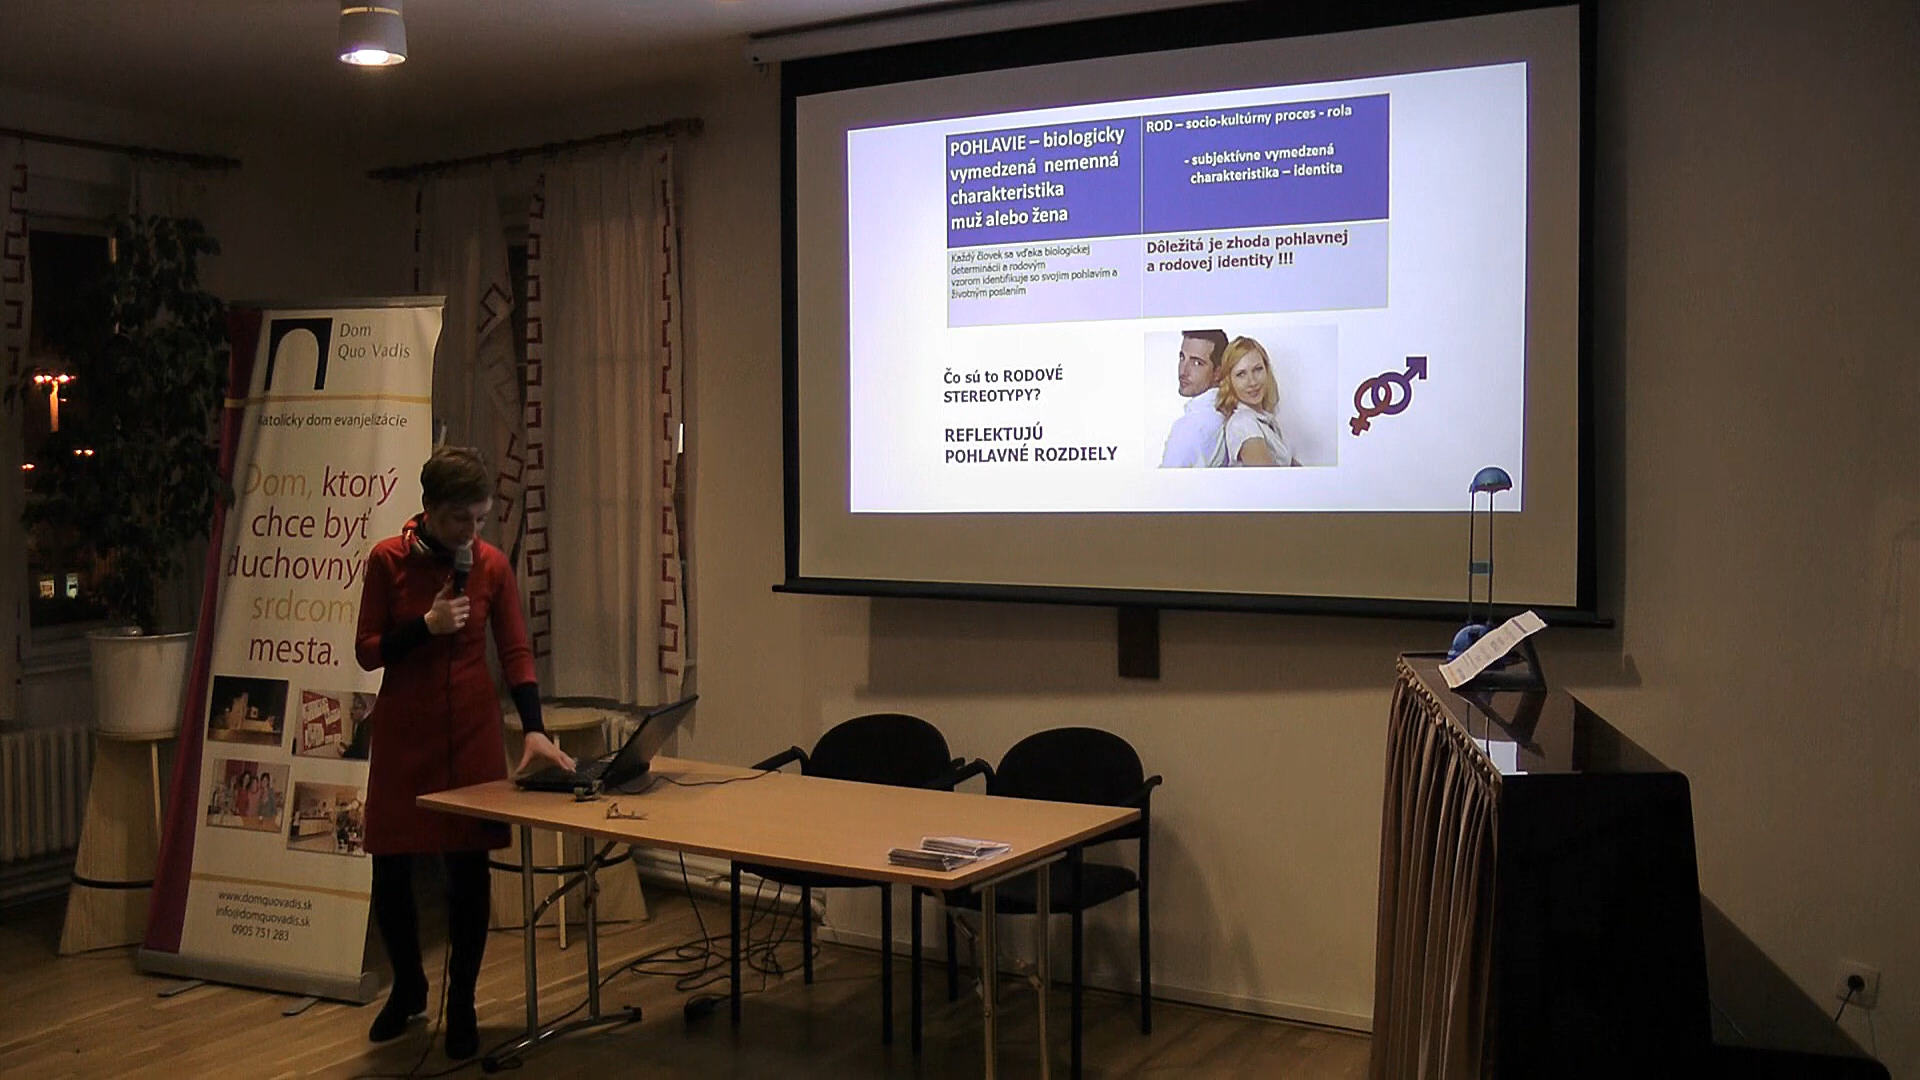 POHLAVIE – biologicky
vymedzená nemenná
charakteristika
muž alebo žena
ROD – socio-kultúrny proces - rola
- subjektívne vymedzená
charakteristika – identita
Každý človek sa vďaka biologickej
determinácii a rodovým
vzorom identifikuje so svojim pohlavím a
životným poslaním
Dôležitá je zhoda pohlavnej
a rodovej identity !!!
Čo sú to RODOVÉ
STEREOTYPY?
REFLEKTUJÚ
POHLAVNÉ ROZDIELY
Dom
Quo Vadis
Katolícky dom evanjelizácie
Dom, ktorý
chce byť
duchovný
srdcom
mesta.
www.domquovadis.sk
info@domquovadis.sk
0905 751 283